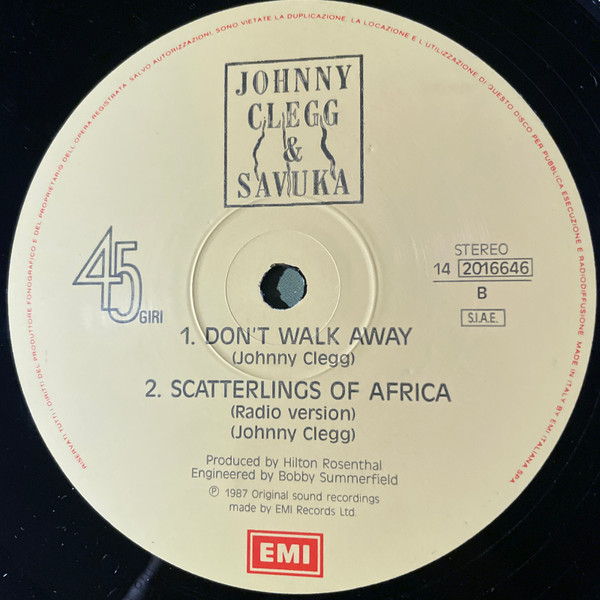 RISERVATI TUTTI I DIRITTI DEL PRODUTTORE FONOGRAFICO E DEL PROPRIETARIO DELL'OPERA REGISTRATA. SALVO AUTORIZZAZIONI, SONO VIETATE LA DUPLICAZIONE, LA LOCAZIONE E L'UTILIZZAZIONE DI QUESTO DISCO PER PUBBLICA ESECUZIONE E RADIODIFFUSIONE. MADE IN ITALY BY EMI ITALIANA SPA
JOHNNY
CLEGG
&
SAVUKA
45 GIRI
STEREO
14 2016646
B
S.I.A.E.
1. DON'T WALK AWAY
(Johnny Clegg)
2. SCATTERLINGS OF AFRICA
(Radio version)
(Johnny Clegg)
Produced by Hilton Rosenthal
Engineered by Bobby Summerfield
℗ 1987 Original sound recordings
made by EMI Records Ltd.
EMI